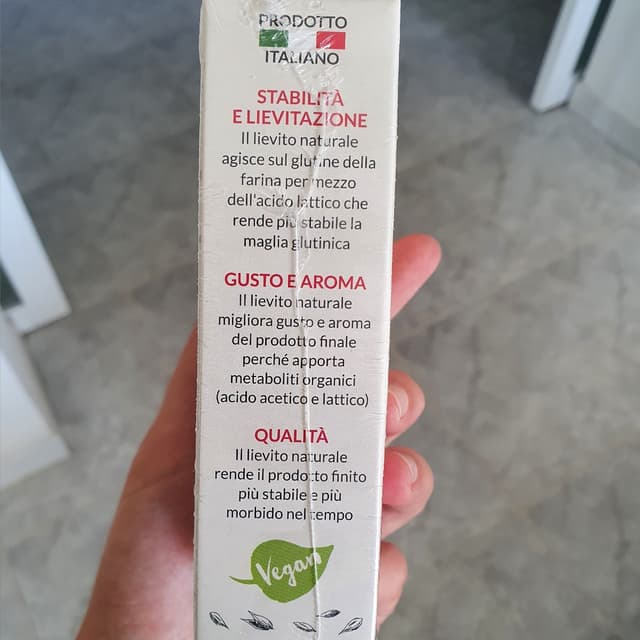 PRODOTTO
ITALIANO
STABILITÀ
E LIEVITAZIONE
Il lievito naturale
agisce sul glutine della
farina per mezzo
dell'acido lattico che
rende più stabile la
maglia glutinica
GUSTO E AROMA
Il lievito naturale
migliora gusto e aroma
del prodotto finale
perché apporta
metaboliti organici
(acido acetico e lattico)
QUALITÀ
Il lievito naturale
rende il prodotto finito
più stabile e più
morbido nel tempo
Vegan